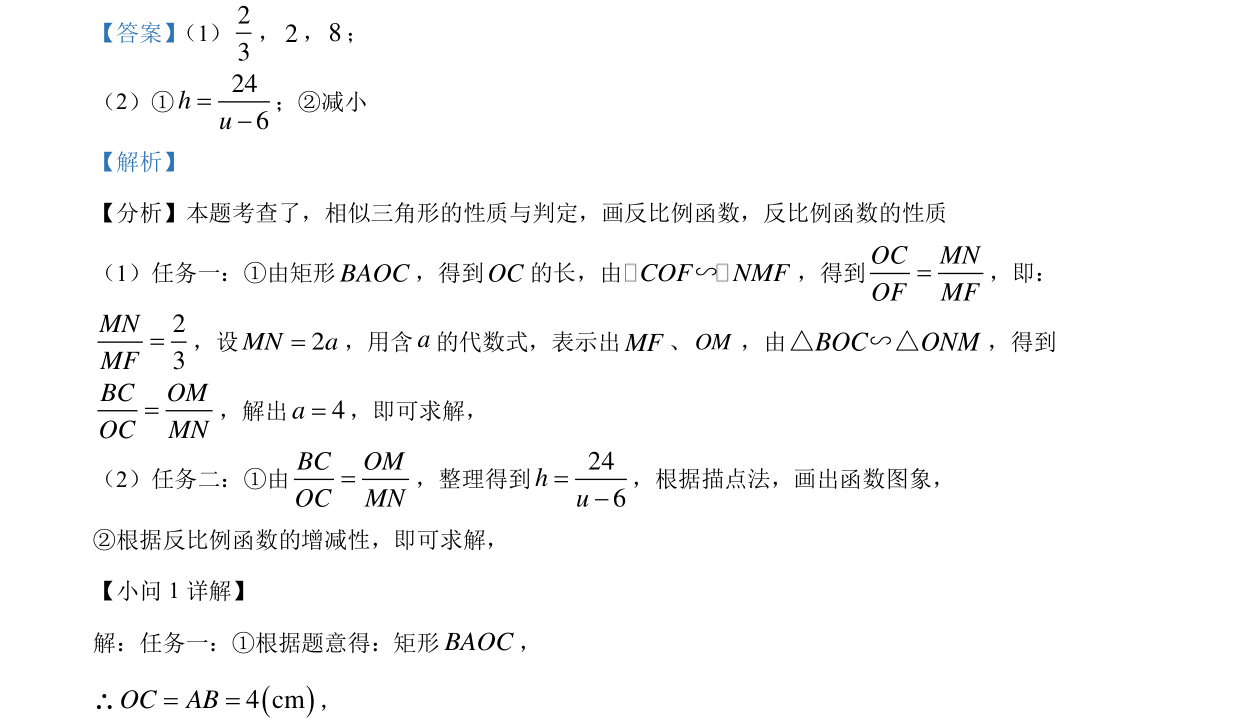 【答案】（1）2/3，2，8；
（2）①h=24/(u−6)；②减小
【解析】
【分析】本题考查了，相似三角形的性质与判定，画反比例函数，反比例函数的性质
（1）任务一：①由矩形BAOC，得到OC的长，由□COF∽□NMF，得到OC/OF=MN/MF，即：
MN/MF=2/3，设MN=2a，用含a的代数式，表示出MF、OM，由△BOC∽△ONM，得到
BC/OC=OM/MN，解出a=4，即可求解，
（2）任务二：①由BC/OC=OM/MN，整理得到h=24/(u−6)，根据描点法，画出函数图象，
②根据反比例函数的增减性，即可求解，
【小问1详解】
解：任务一：①根据题意得：矩形BAOC，
∴OC=AB=4(cm)，